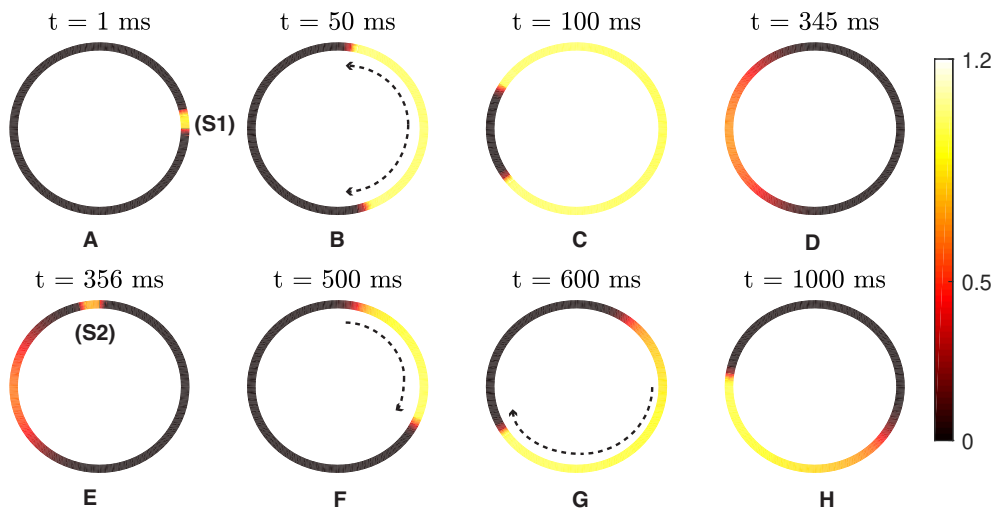 t = 1 ms
t = 50 ms
t = 100 ms
t = 345 ms
1.2
(S1)
A
B
C
D
t = 356 ms
t = 500 ms
t = 600 ms
t = 1000 ms
0.5
(S2)
0
E
F
G
H